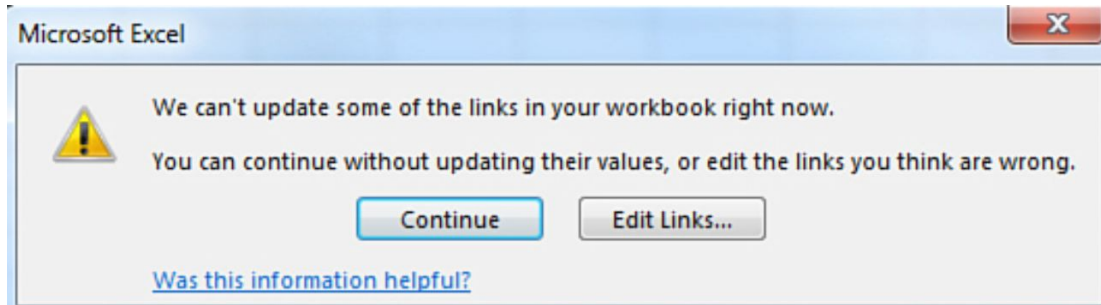 Microsoft Excel
We can't update some of the links in your workbook right now.
You can continue without updating their values, or edit the links you think are wrong.
Continue
Edit Links...
Was this information helpful?